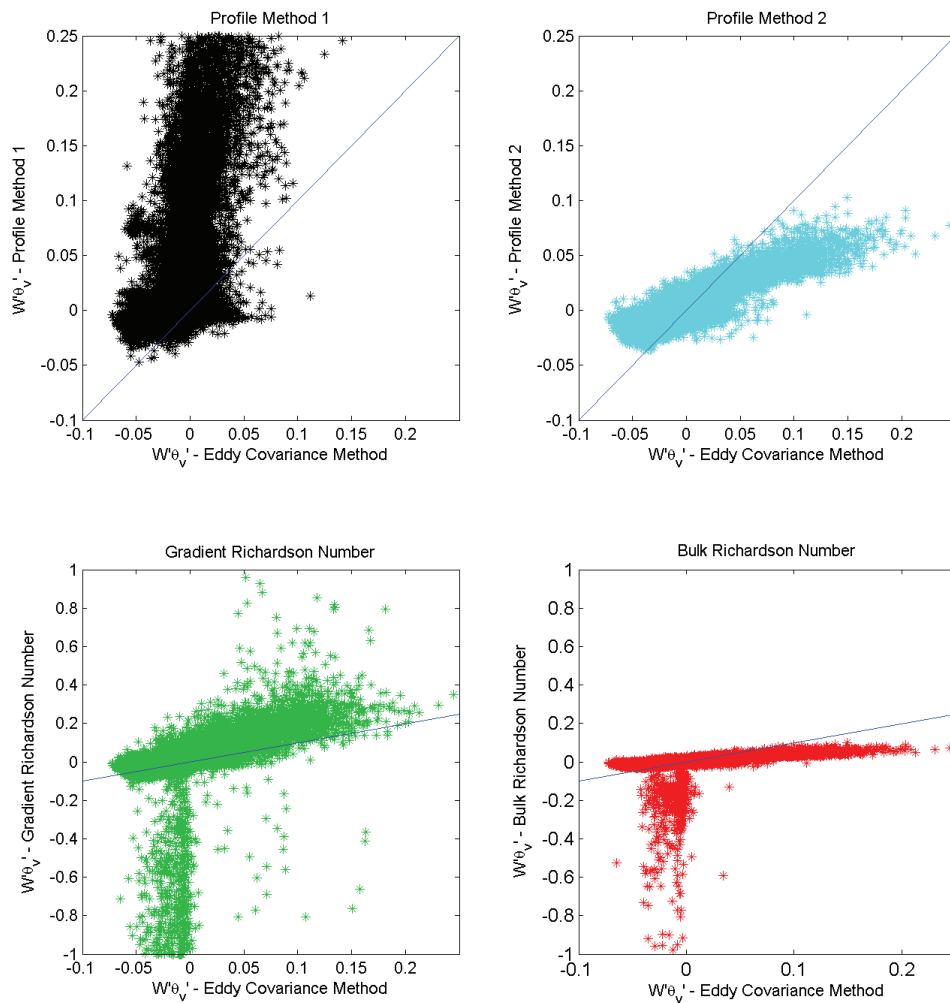 Profile Method 1
0.25
0.2
0.15
0.1
0.05
0
-0.05
-0.1
W'θv' - Profile Method 1
-0.1 -0.05 0 0.05 0.1 0.15 0.2
W'θv' - Eddy Covariance Method
Profile Method 2
0.25
0.2
0.15
0.1
0.05
0
-0.05
-0.1
W'θv' - Profile Method 2
-0.1 -0.05 0 0.05 0.1 0.15 0.2
W'θv' - Eddy Covariance Method
Gradient Richardson Number
1
0.8
0.6
0.4
0.2
0
-0.2
-0.4
-0.6
-0.8
-1
W'θv' - Gradient Richardson Number
-0.1 -0.05 0 0.05 0.1 0.15 0.2
W'θv' - Eddy Covariance Method
Bulk Richardson Number
1
0.8
0.6
0.4
0.2
0
-0.2
-0.4
-0.6
-0.8
-1
W'θv' - Bulk Richardson Number
-0.1 0 0.1 0.2
W'θv' - Eddy Covariance Method